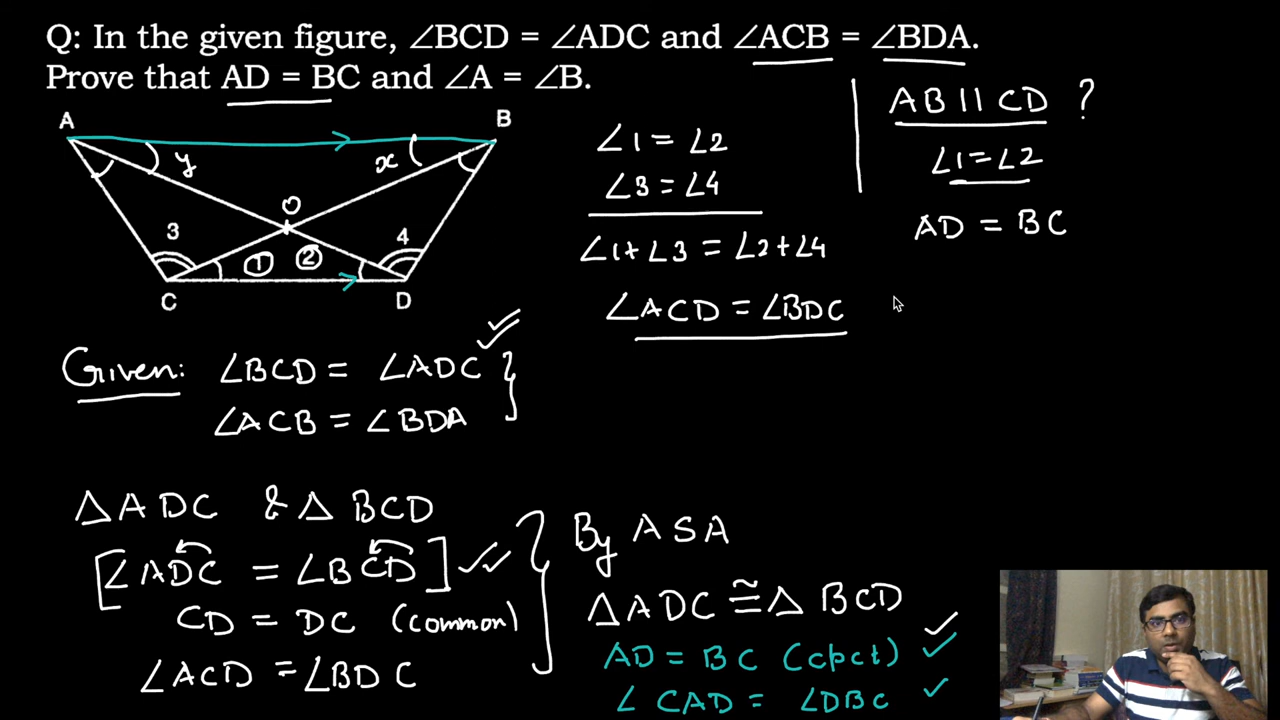 Q: In the given figure, ∠BCD = ∠ADC and ∠ACB = ∠BDA.
Prove that AD = BC and ∠A = ∠B.
A
B
y
x
O
3
4
1
2
C
D
∠1 = ∠2
∠3 = ∠4
∠1+∠3 = ∠2+∠4
∠ACD = ∠BDC
AB || CD ?
∠1=∠2
AD = BC
Given: ∠BCD = ∠ADC
∠ACB = ∠BDA
△ADC & △BCD
[∠ADC = ∠BCD]
CD = DC (common)
∠ACD = ∠BDC
By ASA
△ADC ≅ △BCD
AD = BC (cpct)
∠CAD = ∠DBC